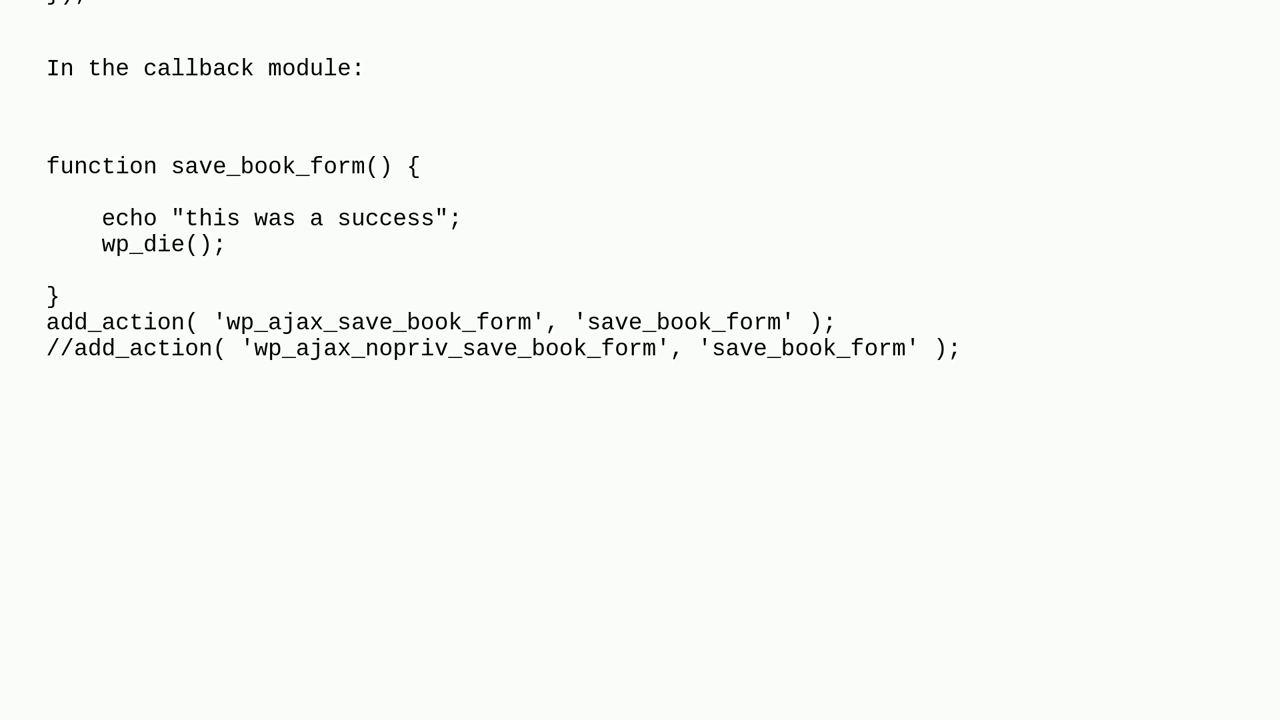 });
In the callback module:
function save_book_form() {
echo "this was a success";
wp_die();
}
add_action( 'wp_ajax_save_book_form', 'save_book_form' );
//add_action( 'wp_ajax_nopriv_save_book_form', 'save_book_form' );